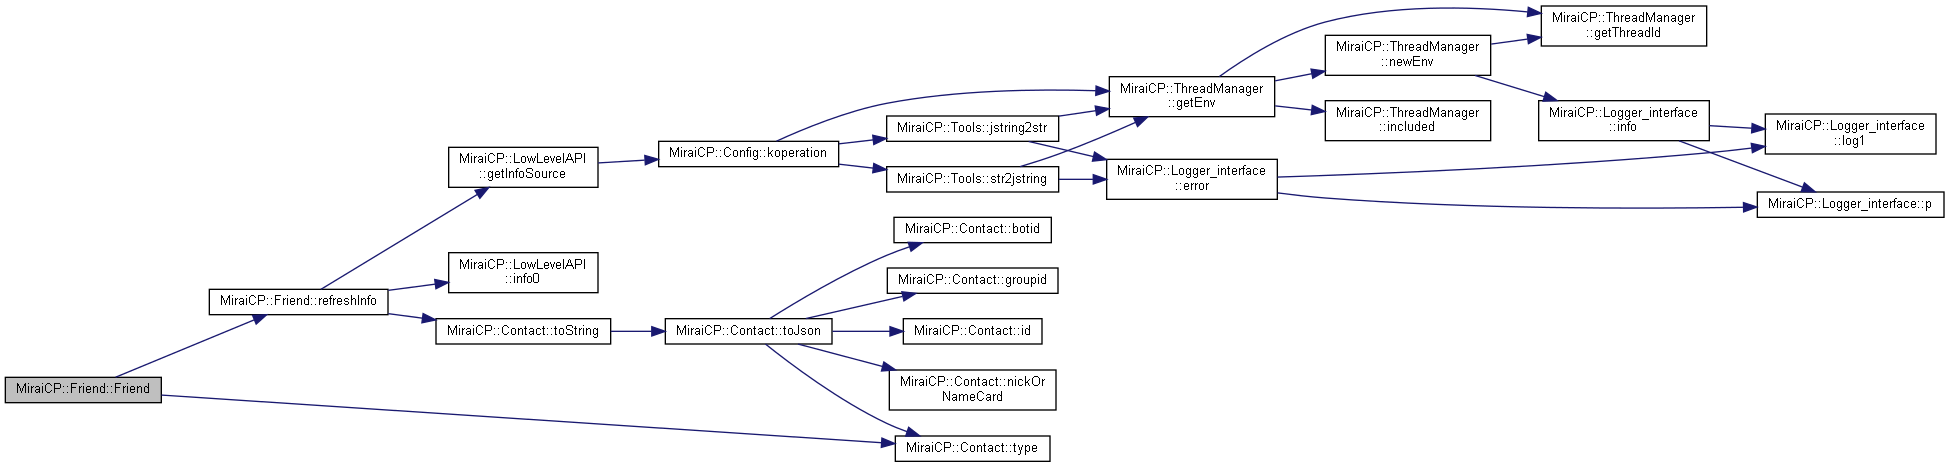 MiraiCP::Friend::Friend
MiraiCP::Friend::refreshInfo
MiraiCP::LowLevelAPI
::getInfoSource
MiraiCP::LowLevelAPI
::info0
MiraiCP::Contact::toString
MiraiCP::Config::koperation
MiraiCP::Contact::toJson
MiraiCP::Tools::jstring2str
MiraiCP::Tools::str2jstring
MiraiCP::Contact::botid
MiraiCP::Contact::groupid
MiraiCP::Contact::id
MiraiCP::Contact::nickOr
NameCard
MiraiCP::Contact::type
MiraiCP::ThreadManager
::getEnv
MiraiCP::Logger_interface
::error
MiraiCP::ThreadManager
::newEnv
MiraiCP::ThreadManager
::included
MiraiCP::ThreadManager
::getThreadId
MiraiCP::Logger_interface
::info
MiraiCP::Logger_interface
::log1
MiraiCP::Logger_interface::p